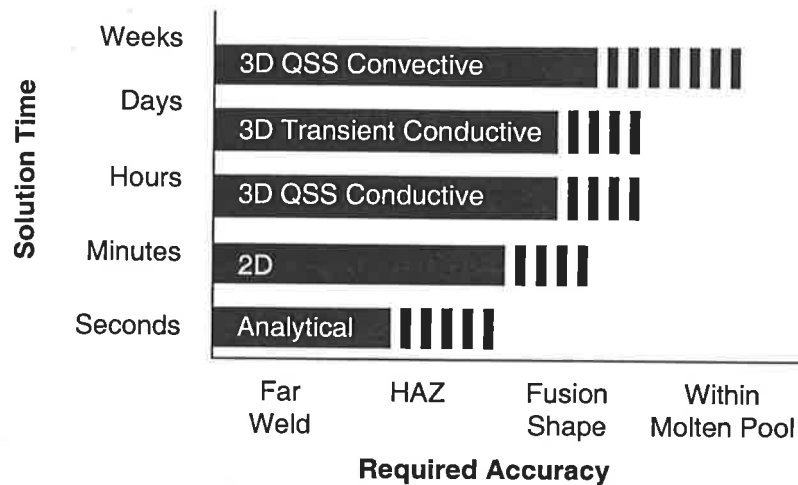 Weeks
3D QSS Convective
Days
3D Transient Conductive
Hours
3D QSS Conductive
Minutes
2D
Seconds
Analytical
Solution Time
Far
Weld
HAZ
Fusion
Shape
Within
Molten Pool
Required Accuracy